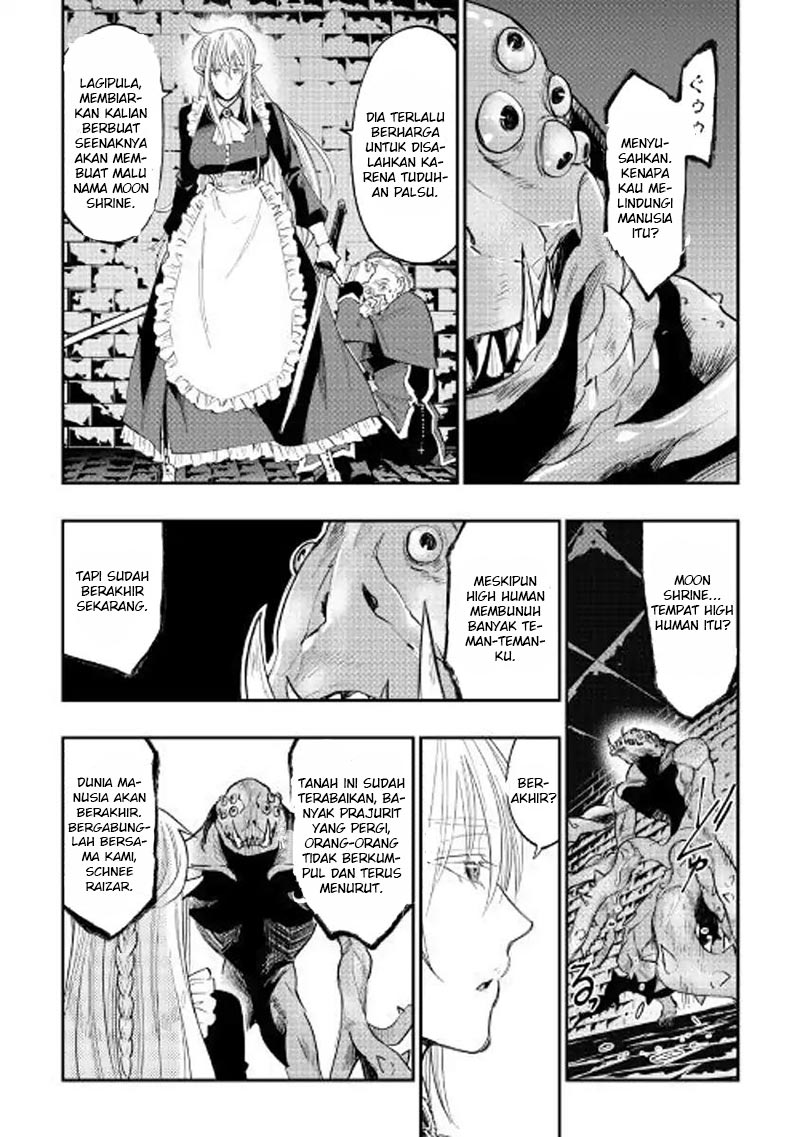 ぐぅぅ
MENYU-
SAHKAN.
KENAPA
KAU ME-
LINDUNGI
MANUSIA
ITU?
DIA TERLALU
BERHARGA
UNTUK DISA-
LAHKAN KA-
RENA TUDUH-
AN PALSU.
LAGIPULA,
MEMBIAR-
KAN KALIAN
BERBUAT
SEENAKNYA
AKAN MEM-
BUAT MALU
NAMA MOON
SHRINE.
MOON
SHRINE...
TEMPAT HIGH
HUMAN ITU?
MESKIPUN
HIGH HUMAN
MEMBUNUH
BANYAK TE-
MAN-TEMAN-
KU.
TAPI SUDAH
BERAKHIR
SEKARANG.
BER-
AKHIR?
TANAH INI SUDAH
TERABAIKAN, BA-
NYAK PRAJURIT
YANG PERGI,
ORANG-ORANG
TIDAK BERKUM-
PUL DAN TERUS
MENURUT.
DUNIA MA-
NUSIA AKAN
BERAKHIR.
BERGABUNG-
LAH BERSA-
MA KAMI,
SCHNEE
RAIZAR.